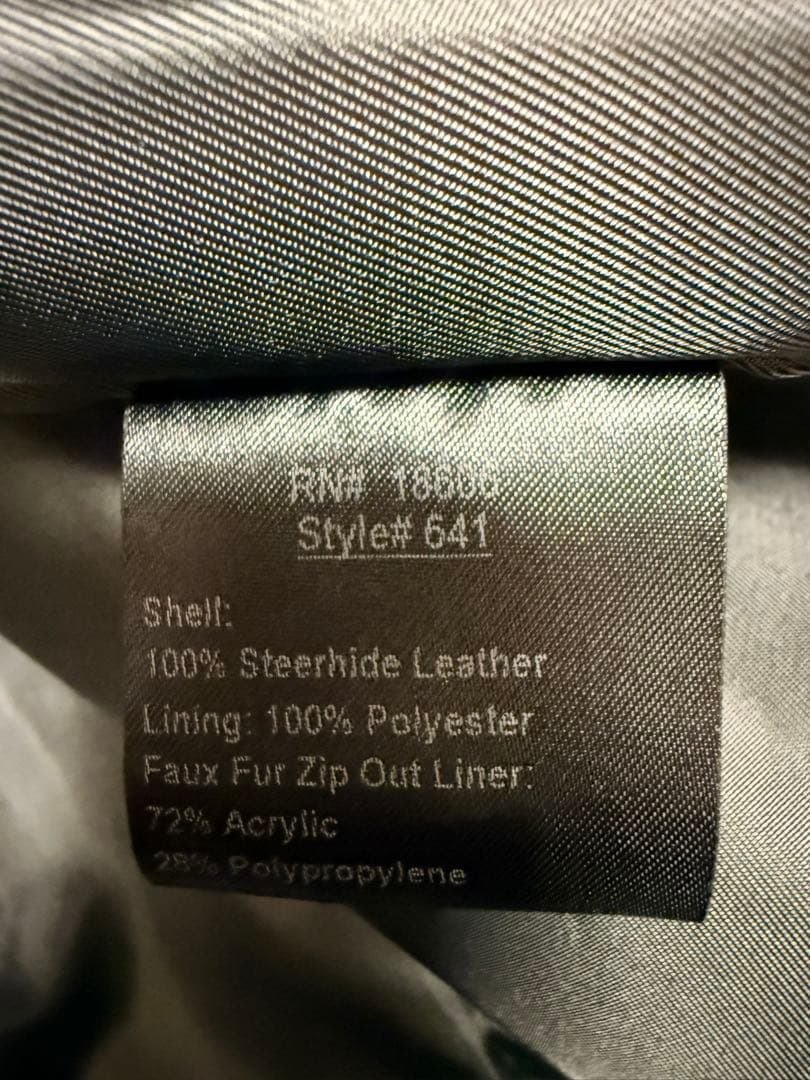 RN#
Style# 641
Shell:
100% Steerhide Leather
Lining: 100% Polyester
Faux Fur Zip Out Liner:
72% Acrylic
28% Polypropylene